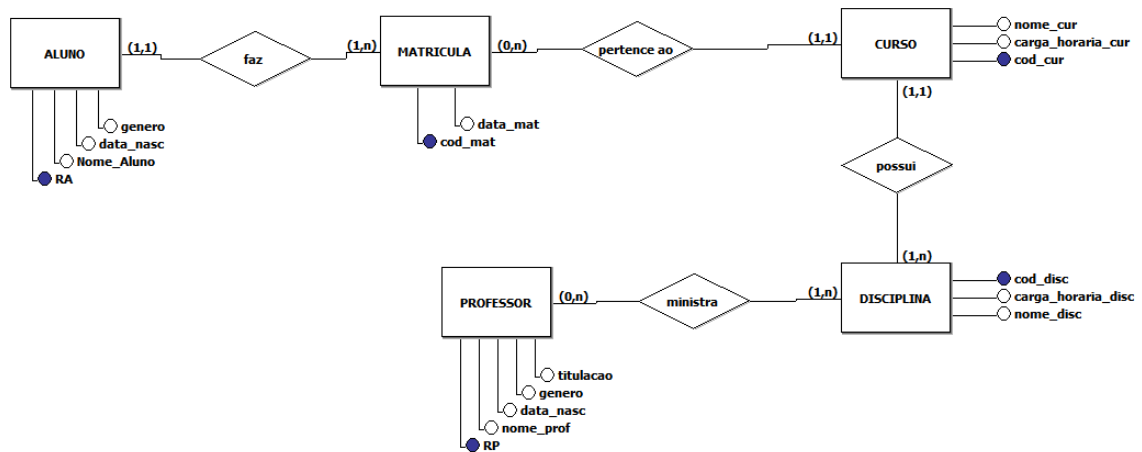 ALUNO
(1,1)
faz
(1,n)
MATRICULA
(0,n)
pertence ao
(1,1)
CURSO
nome_cur
carga_horaria_cur
cod_cur
(1,1)
genero
data_nasc
Nome_Aluno
RA
data_mat
cod_mat
possui
(1,n)
PROFESSOR
(0,n)
ministra
(1,n)
DISCIPLINA
cod_disc
carga_horaria_disc
nome_disc
titulacao
genero
data_nasc
nome_prof
RP